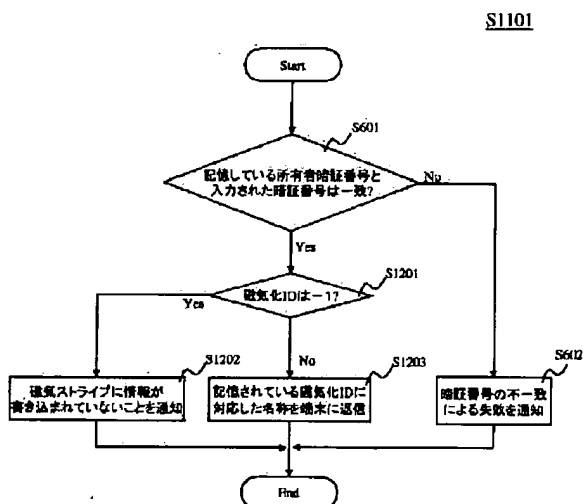 S1101
Start
S601
記憶している所有者暗証番号と
入力された暗証番号は一致?
No
Yes
S1201
磁気化IDは－1?
Yes
No
S1202
磁気ストライプに情報が
書き込まれていないことを通知
S1203
記憶されている磁気化IDに
対応した名称を端末に返信
S602
暗証番号の不一致
による失敗を通知
End